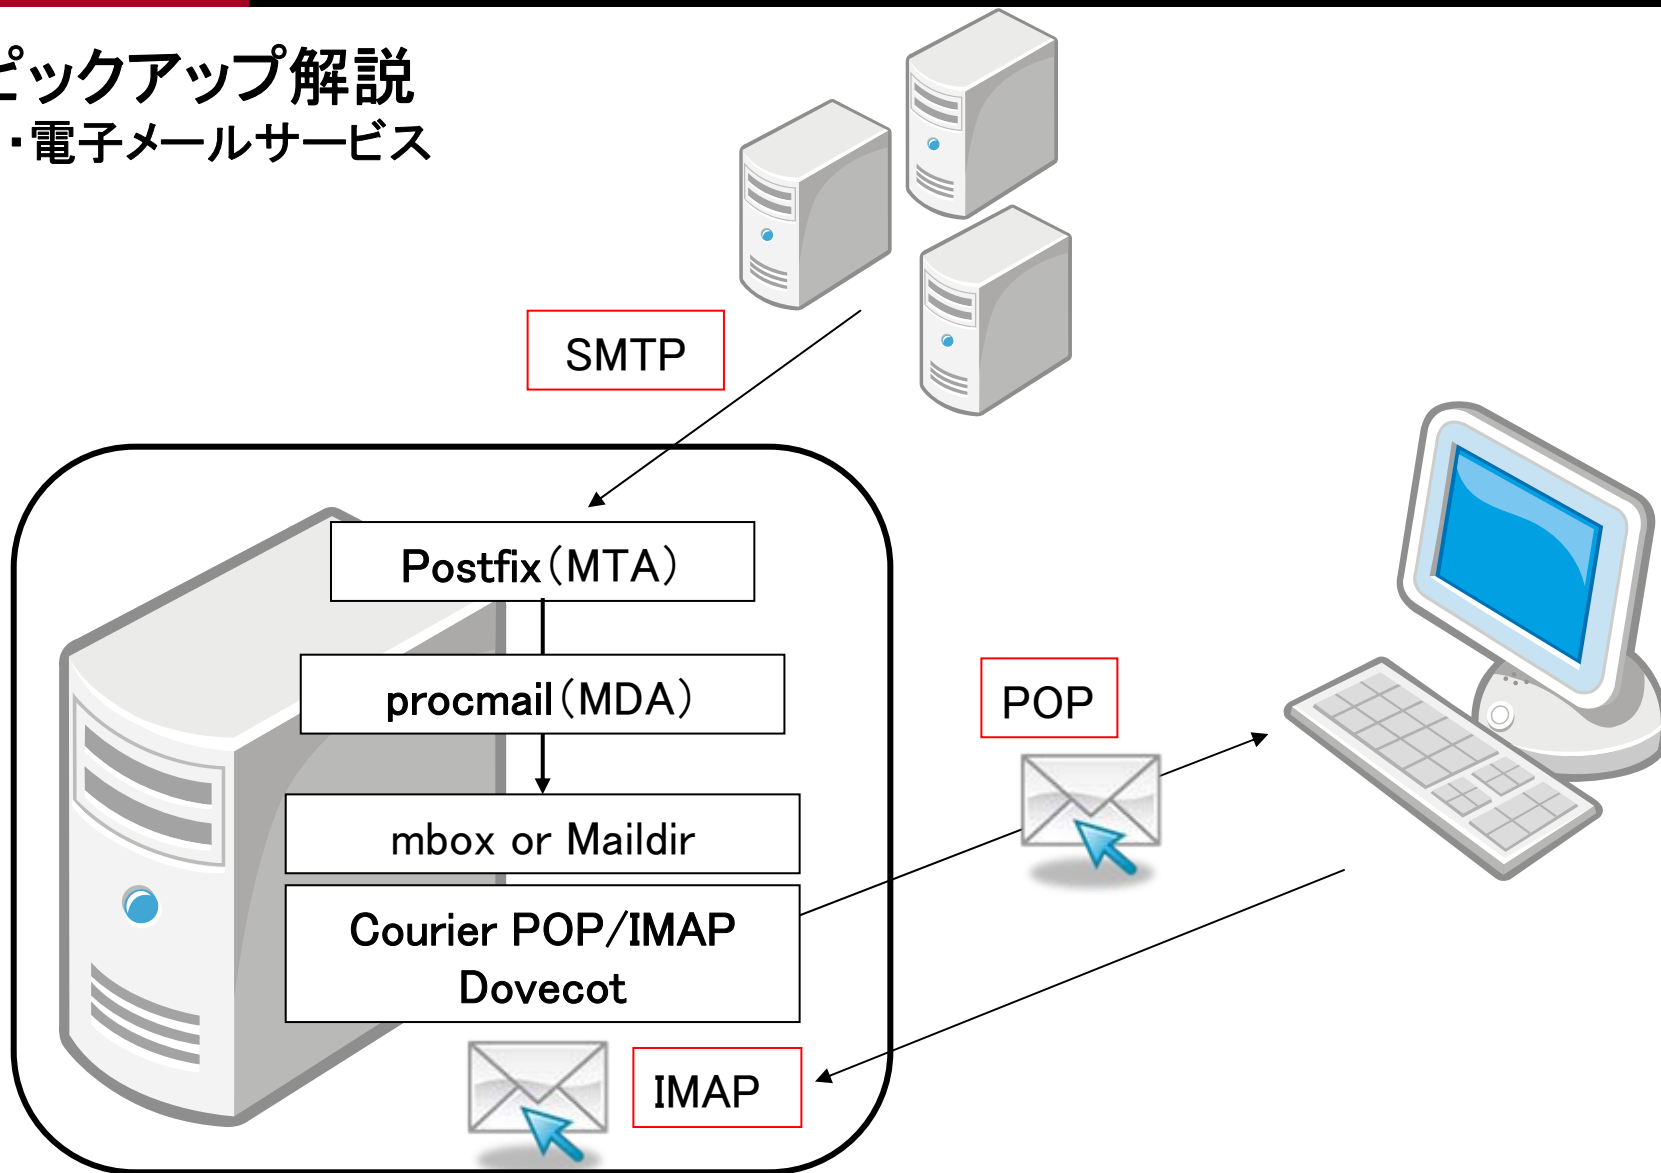 ピックアップ解説
・電子メールサービス
SMTP
Postfix(MTA)
procmail(MDA)
POP
mbox or Maildir
Courier POP/IMAP
Dovecot
IMAP